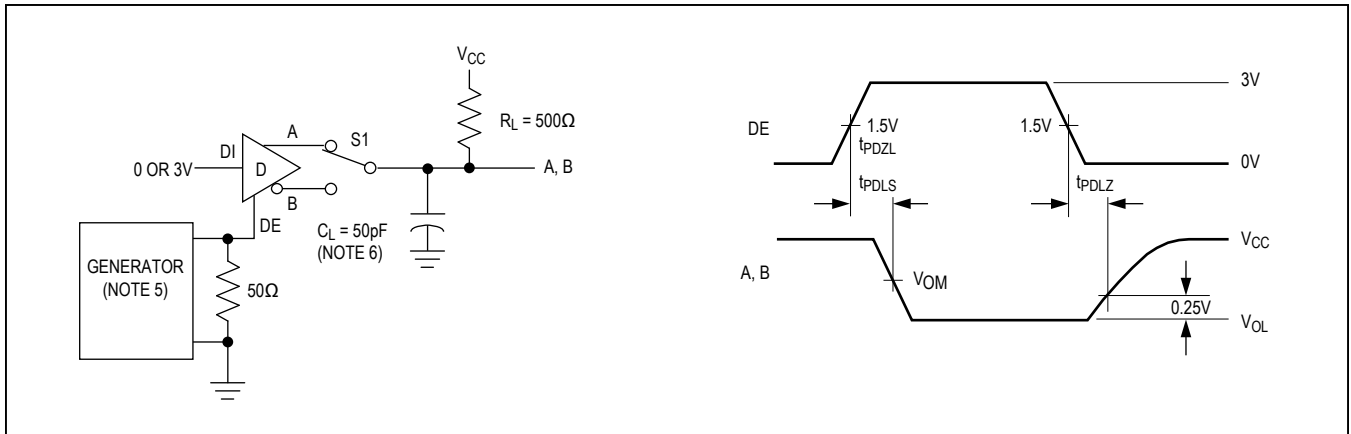 VCC
RL = 500Ω
A
S1
DI
D
0 OR 3V
A, B
B
DE
CL = 50pF
(NOTE 6)
GENERATOR
(NOTE 5)
50Ω
3V
DE
1.5V
1.5V
tPDZL
0V
tPDLS
tPDLZ
VCC
A, B
VOM
0.25V
VOL